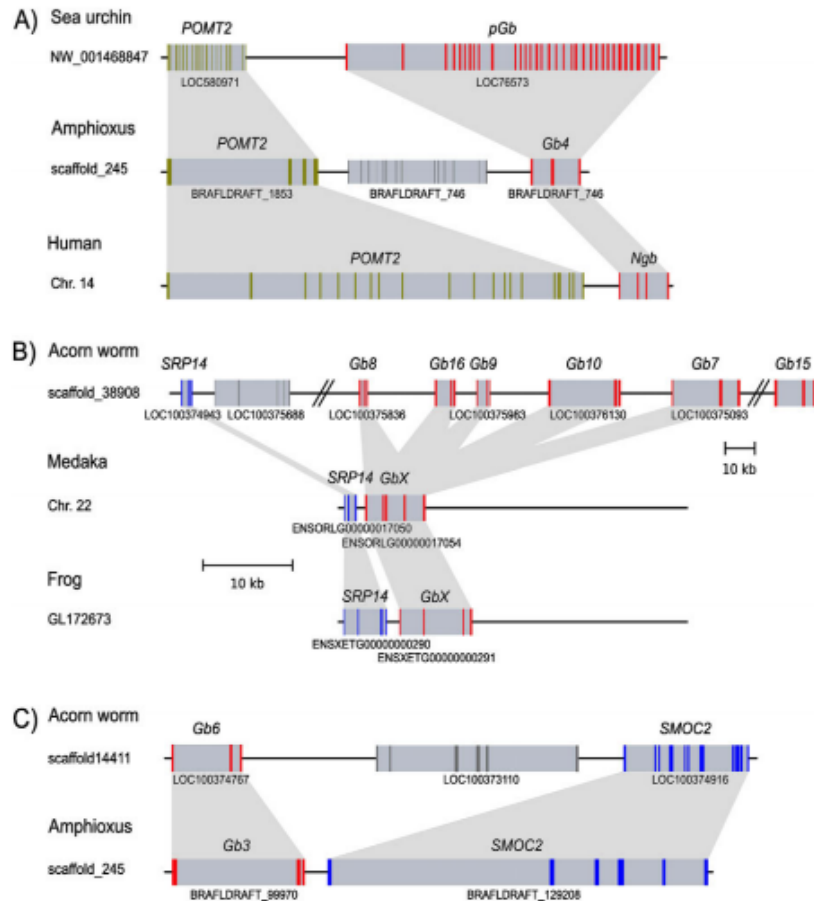 A) Sea urchin
POMT2 pGb
NW_001468847
LOC580971 LOC76573
Amphioxus
POMT2 Gb4
scaffold_245
BRAFLDRAFT_1853 BRAFLDRAFT_746 BRAFLDRAFT_746
Human
POMT2 Ngb
Chr. 14
B) Acorn worm
SRP14 Gb8 Gb16 Gb9 Gb10 Gb7 Gb15
scaffold_38908
LOC100374943 LOC100375688 LOC100375836 LOC100375983 LOC100376130 LOC100375093
10 kb
Medaka
SRP14 GbX
Chr. 22
ENSORLG00000017050
ENSORLG00000017054
10 kb
Frog
SRP14 GbX
GL172673
ENSXETG00000000290
ENSXETG00000000291
C) Acorn worm
Gb6 SMOC2
scaffold14411
LOC100374767 LOC100373110 LOC100374916
Amphioxus
Gb3 SMOC2
scaffold_245
BRAFLDRAFT_99970 BRAFLDRAFT_129208